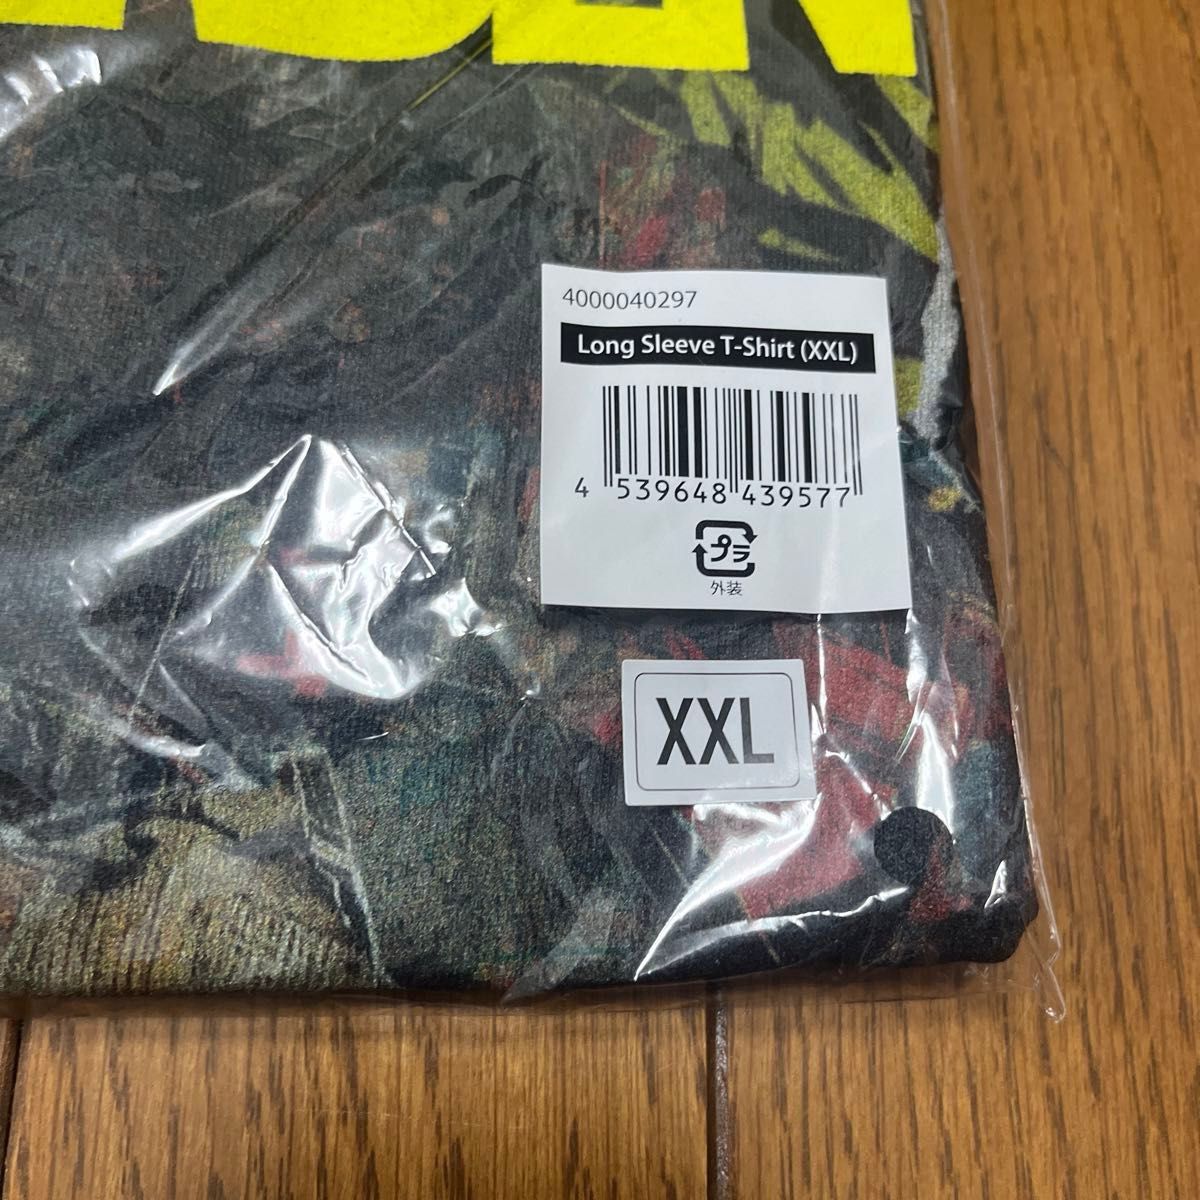 4000040297
Long Sleeve T-Shirt (XXL)
4 539648 439577
プラ
外装
XXL